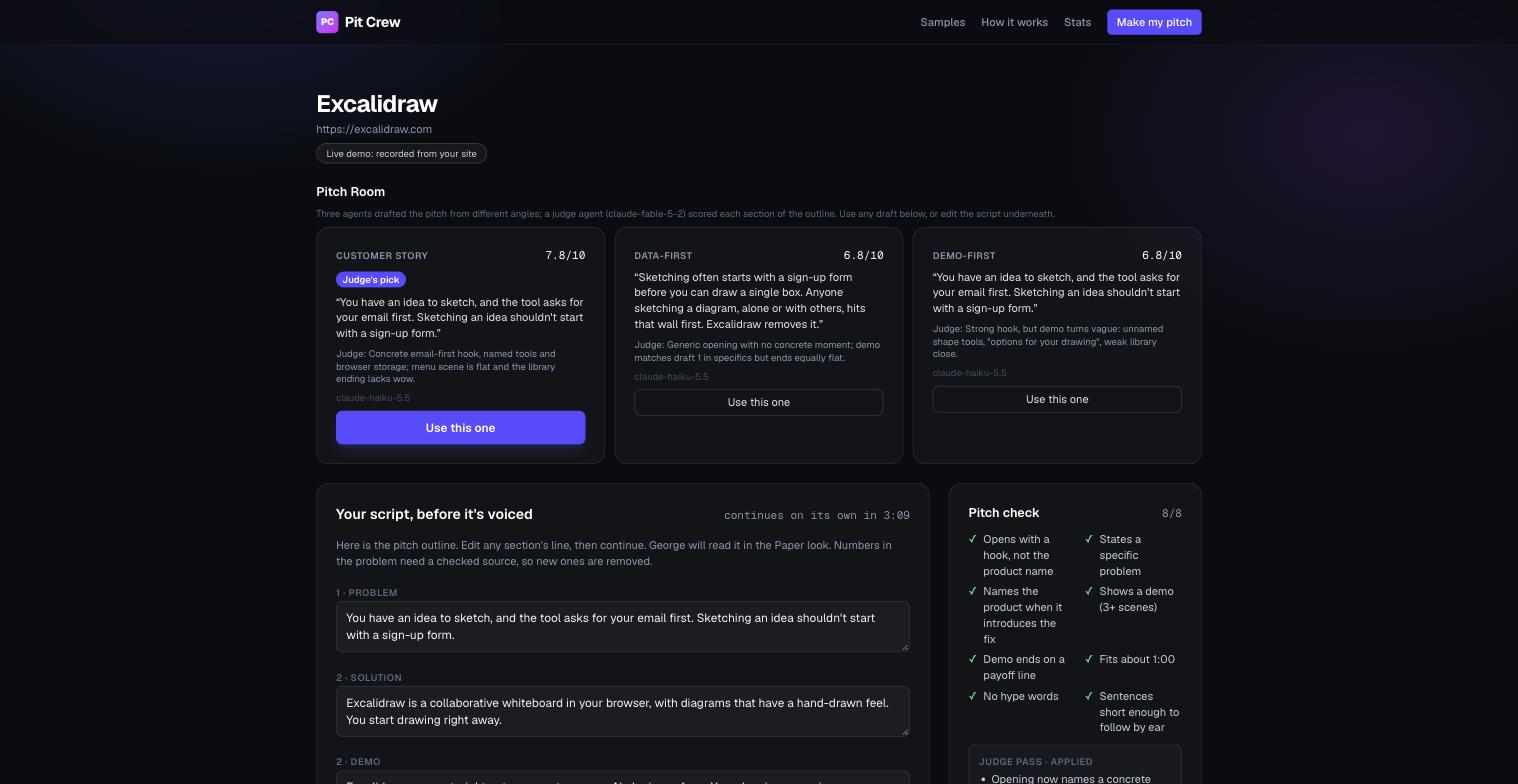 PC Pit Crew
Samples How it works Stats Make my pitch
Excalidraw
https://excalidraw.com
Live demo: recorded from your site
Pitch Room
Three agents drafted the pitch from different angles; a judge agent (claude-fable-5-2) scored each section of the outline. Use any draft below, or edit the script underneath.
CUSTOMER STORY 7.8/10
Judge's pick
“You have an idea to sketch, and the tool asks for
your email first. Sketching an idea shouldn't start
with a sign-up form.”
Judge: Concrete email-first hook, named tools and
browser storage; menu scene is flat and the library
ending lacks wow.
claude-haiku-5.5
Use this one
DATA-FIRST 6.8/10
“Sketching often starts with a sign-up form
before you can draw a single box. Anyone
sketching a diagram, alone or with others, hits
that wall first. Excalidraw removes it.”
Judge: Generic opening with no concrete moment; demo
matches draft 1 in specifics but ends equally flat.
claude-haiku-5.5
Use this one
DEMO-FIRST 6.8/10
“You have an idea to sketch, and the tool asks for
your email first. Sketching an idea shouldn't start
with a sign-up form.”
Judge: Strong hook, but demo turns vague: unnamed
shape tools, "options for your drawing", weak library
close.
claude-haiku-5.5
Use this one
Your script, before it's voiced continues on its own in 3:09
Here is the pitch outline. Edit any section's line, then continue. George will read it in the Paper look. Numbers in
the problem need a checked source, so new ones are removed.
1 · PROBLEM
You have an idea to sketch, and the tool asks for your email first. Sketching an idea shouldn't start
with a sign-up form.
2 · SOLUTION
Excalidraw is a collaborative whiteboard in your browser, with diagrams that have a hand-drawn feel.
You start drawing right away.
2 · DEMO
Pitch check 8/8
✓ Opens with a
hook, not the
product name
✓ States a
specific
problem
✓ Names the
product when it
introduces the
fix
✓ Shows a demo
(3+ scenes)
✓ Demo ends on a
payoff line
✓ Fits about 1:00
✓ No hype words
✓ Sentences
short enough to
follow by ear
JUDGE PASS · APPLIED
• Opening now names a concrete